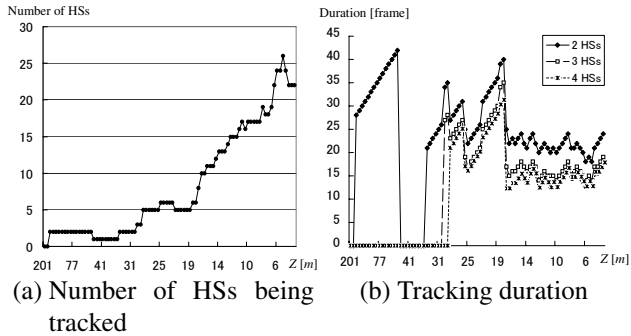 Number of HSs
30
25
20
15
10
5
0
201 77 41 31 25 19 14 10 6 Z [m]
(a) Number of HSs being
tracked
Duration [frame]
45
40
35
30
25
20
15
10
5
0
2 HSs
3 HSs
4 HSs
201 77 41 31 25 19 14 10 6 Z [m]
(b) Tracking duration